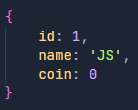 {
    id: 1,
    name: 'JS',
    coin: 0
}